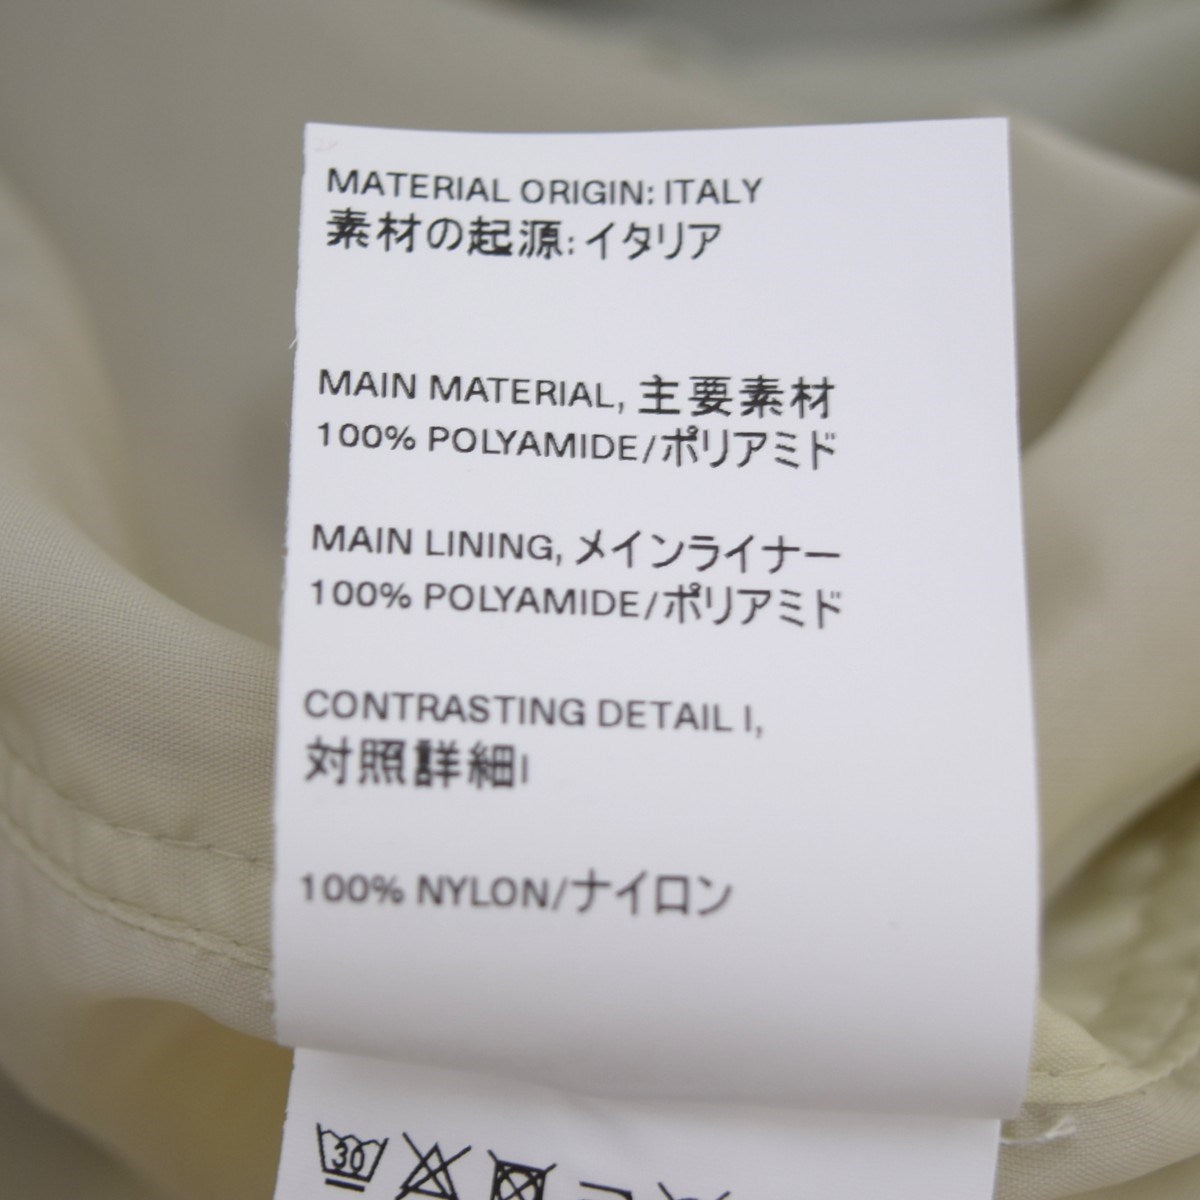 MATERIAL ORIGIN: ITALY
素材の起源: イタリア
MAIN MATERIAL, 主要素材
100% POLYAMIDE/ポリアミド
MAIN LINING, メインライナー
100% POLYAMIDE/ポリアミド
CONTRASTING DETAIL I,
対照詳細I
100% NYLON/ナイロン
30